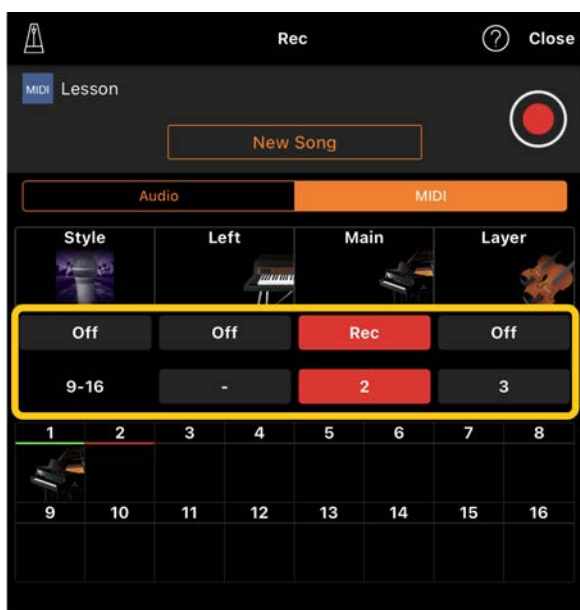 Rec
? Close
MIDI Lesson
New Song
Audio MIDI
Style Left Main Layer
Off Off Rec Off
9-16 - 2 3
1 2 3 4 5 6 7 8
9 10 11 12 13 14 15 16